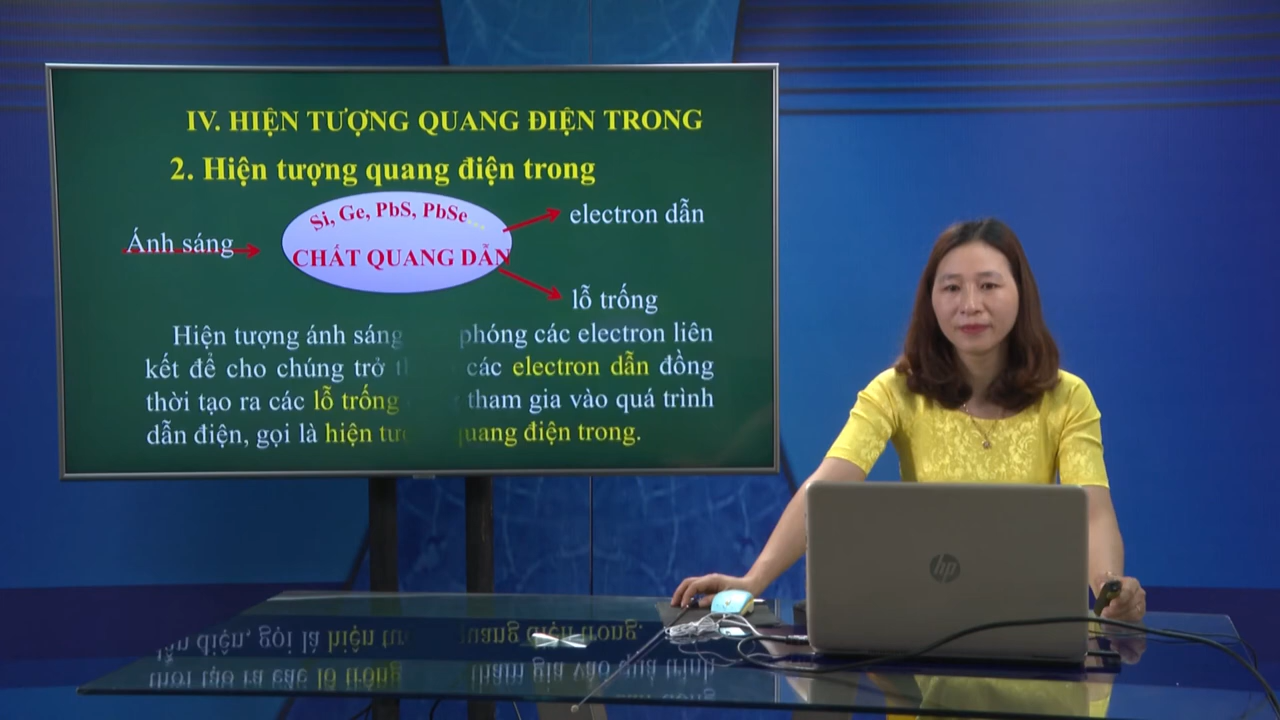 IV. HIỆN TƯỢNG QUANG ĐIỆN TRONG
2. Hiện tượng quang điện trong
Si, Ge, PbS, PbSe...
electron dẫn
Ánh sáng
CHẤT QUANG DẪN
lỗ trống
Hiện tượng ánh sáng phóng các electron liên
kết để cho chúng trở các electron dẫn đồng
thời tạo ra các lỗ trống tham gia vào quá trình
dẫn điện, gọi là hiện quang điện trong.
hp